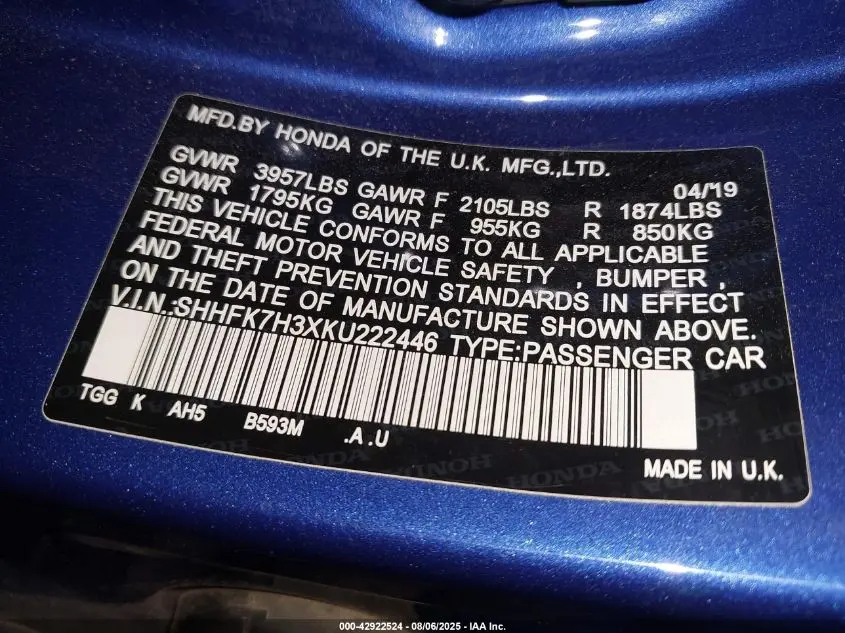 MFD.BY HONDA OF THE U.K. MFG.,LTD.
04/'19
GVWR 3957LBS GAWR F 2105LBS R 1874LBS
GVWR 1795KG GAWR F 955KG R 850KG
THIS VEHICLE CONFORMS TO ALL APPLICABLE
FEDERAL MOTOR VEHICLE SAFETY , BUMPER ,
AND THEFT PREVENTION STANDARDS IN EFFECT
ON THE DATE OF MANUFACTURE SHOWN ABOVE.
V.I.N.:SHHFK7H3XKU222446 TYPE:PASSENGER CAR
TGG K AH5 B593M .A.U
MADE IN U.K.
000-42922524 - 08/06/2025 - IAA Inc.